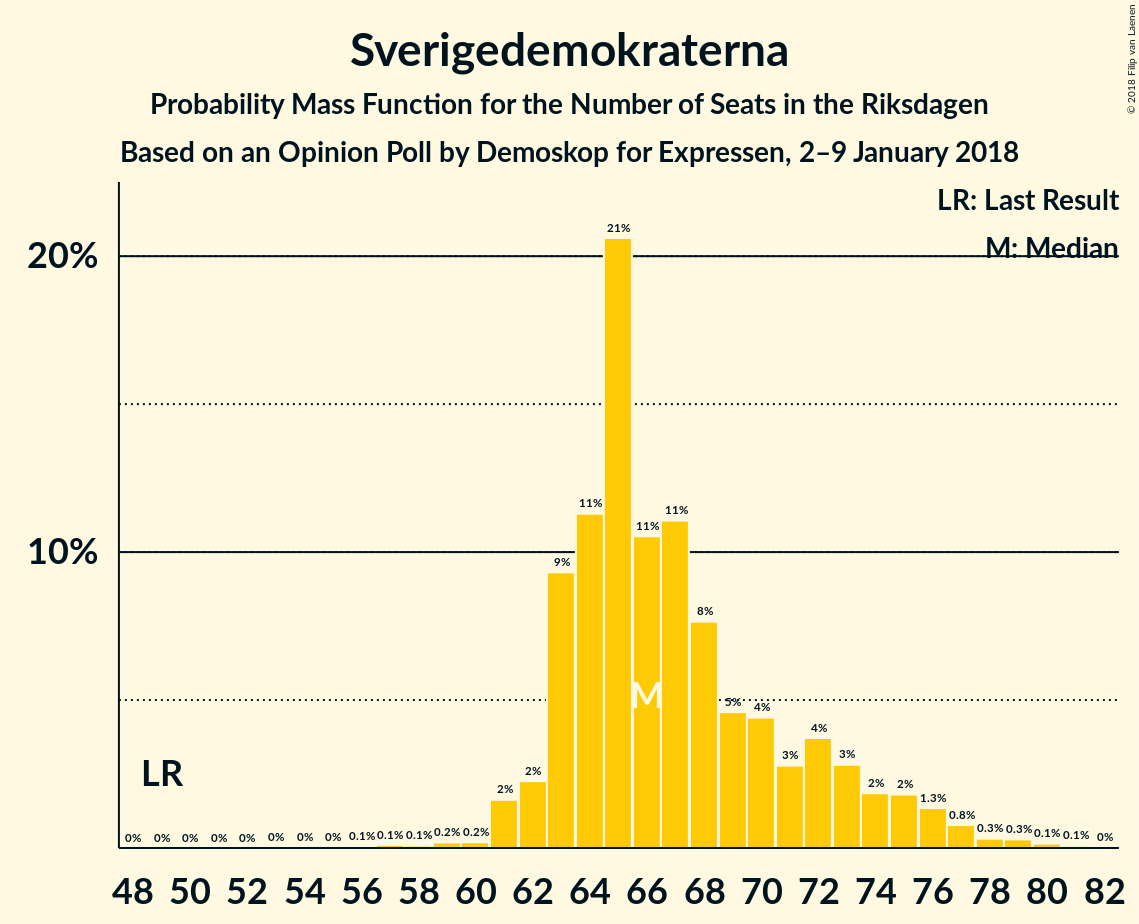 Sverigedemokraterna
Probability Mass Function for the Number of Seats in the Riksdagen
Based on an Opinion Poll by Demoskop for Expressen, 2–9 January 2018
© 2018 Filip van Laenen
LR: Last Result
M: Median
20%
10%
0% 0% 0% 0% 0% 0% 0% 0% 0.1% 0.1% 0.1% 0.2% 0.2% 2% 2% 9% 11% 21% 11% 11% 8% 5% 4% 3% 4% 3% 2% 2% 1.3% 0.8% 0.3% 0.3% 0.1% 0.1% 0%
M
LR
48 50 52 54 56 58 60 62 64 66 68 70 72 74 76 78 80 82